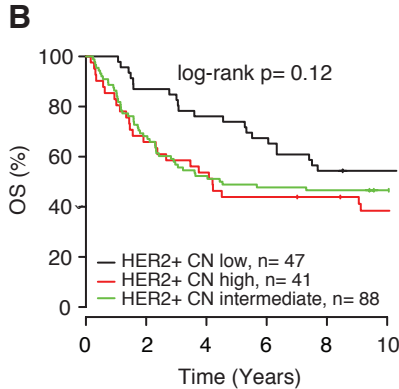 B
log-rank p= 0.12
OS (%)
100
80
60
40
20
0
HER2+ CN low, n= 47
HER2+ CN high, n= 41
HER2+ CN intermediate, n= 88
0 2 4 6 8 10
Time (Years)